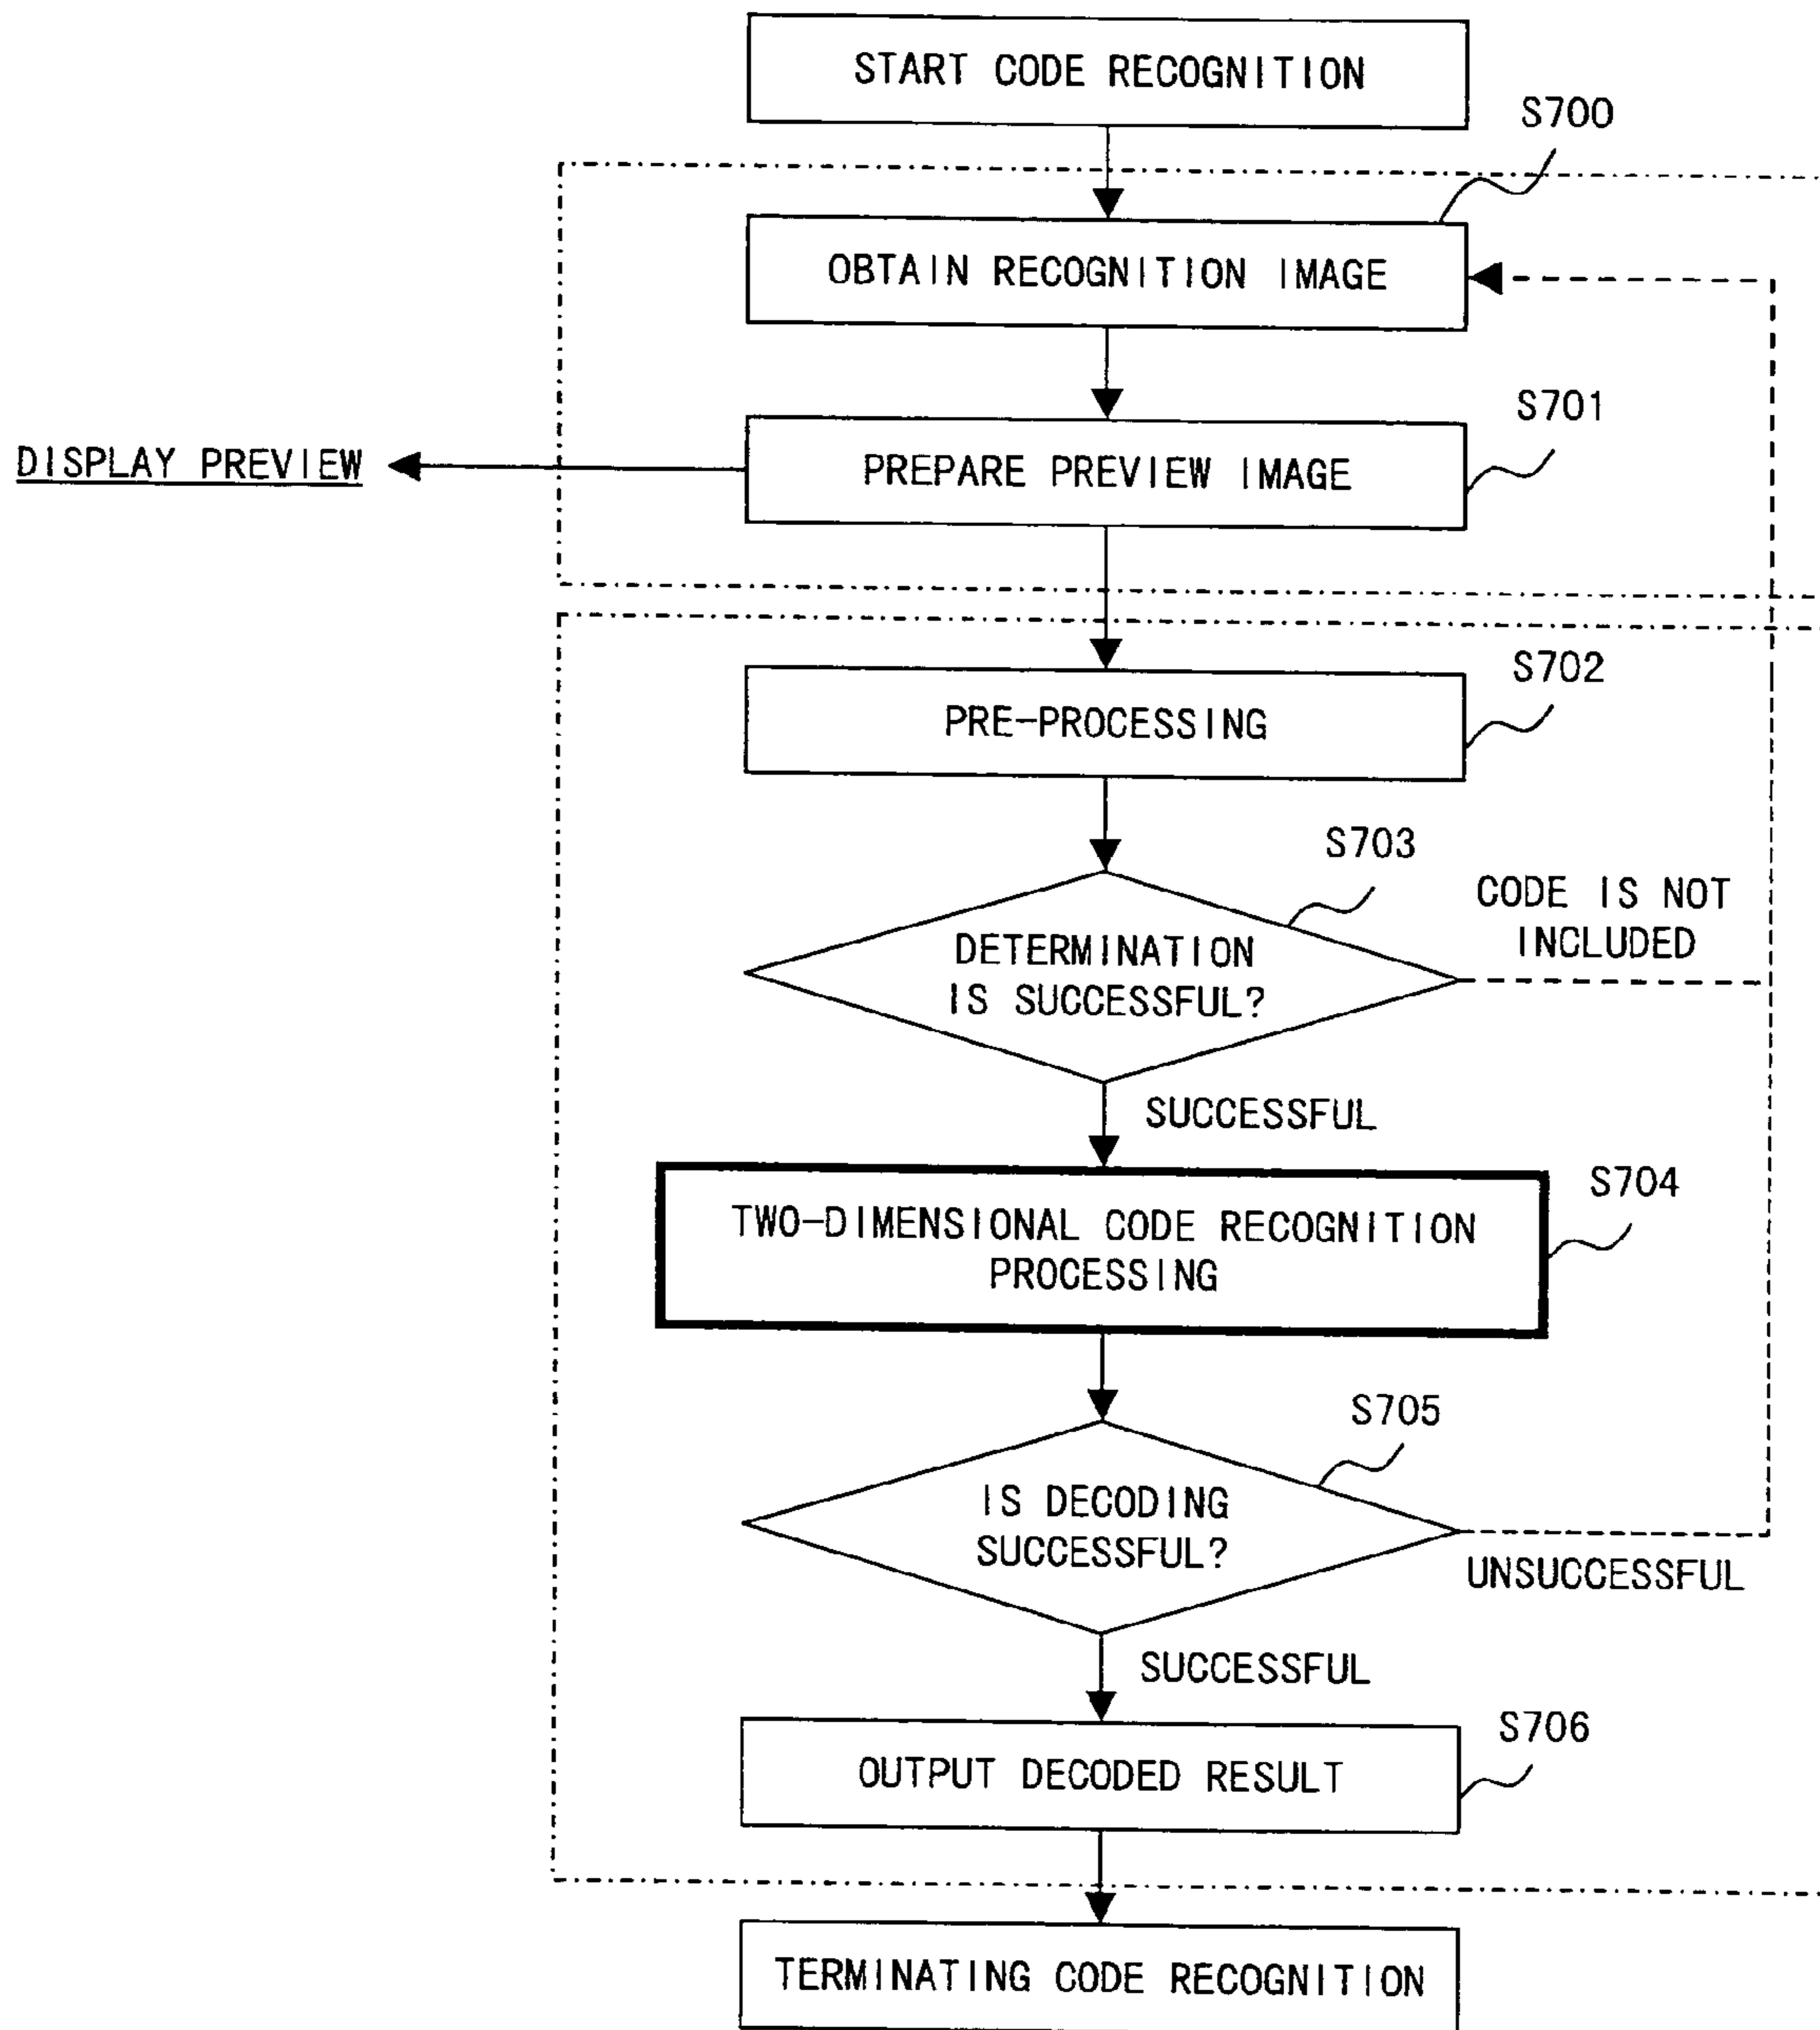 START CODE RECOGNITION
S700
OBTAIN RECOGNITION IMAGE
S701
DISPLAY PREVIEW
PREPARE PREVIEW IMAGE
S702
PRE-PROCESSING
S703
CODE IS NOT
INCLUDED
DETERMINATION
IS SUCCESSFUL?
SUCCESSFUL
S704
TWO-DIMENSIONAL CODE RECOGNITION
PROCESSING
S705
IS DECODING
SUCCESSFUL?
UNSUCCESSFUL
SUCCESSFUL
S706
OUTPUT DECODED RESULT
TERMINATING CODE RECOGNITION